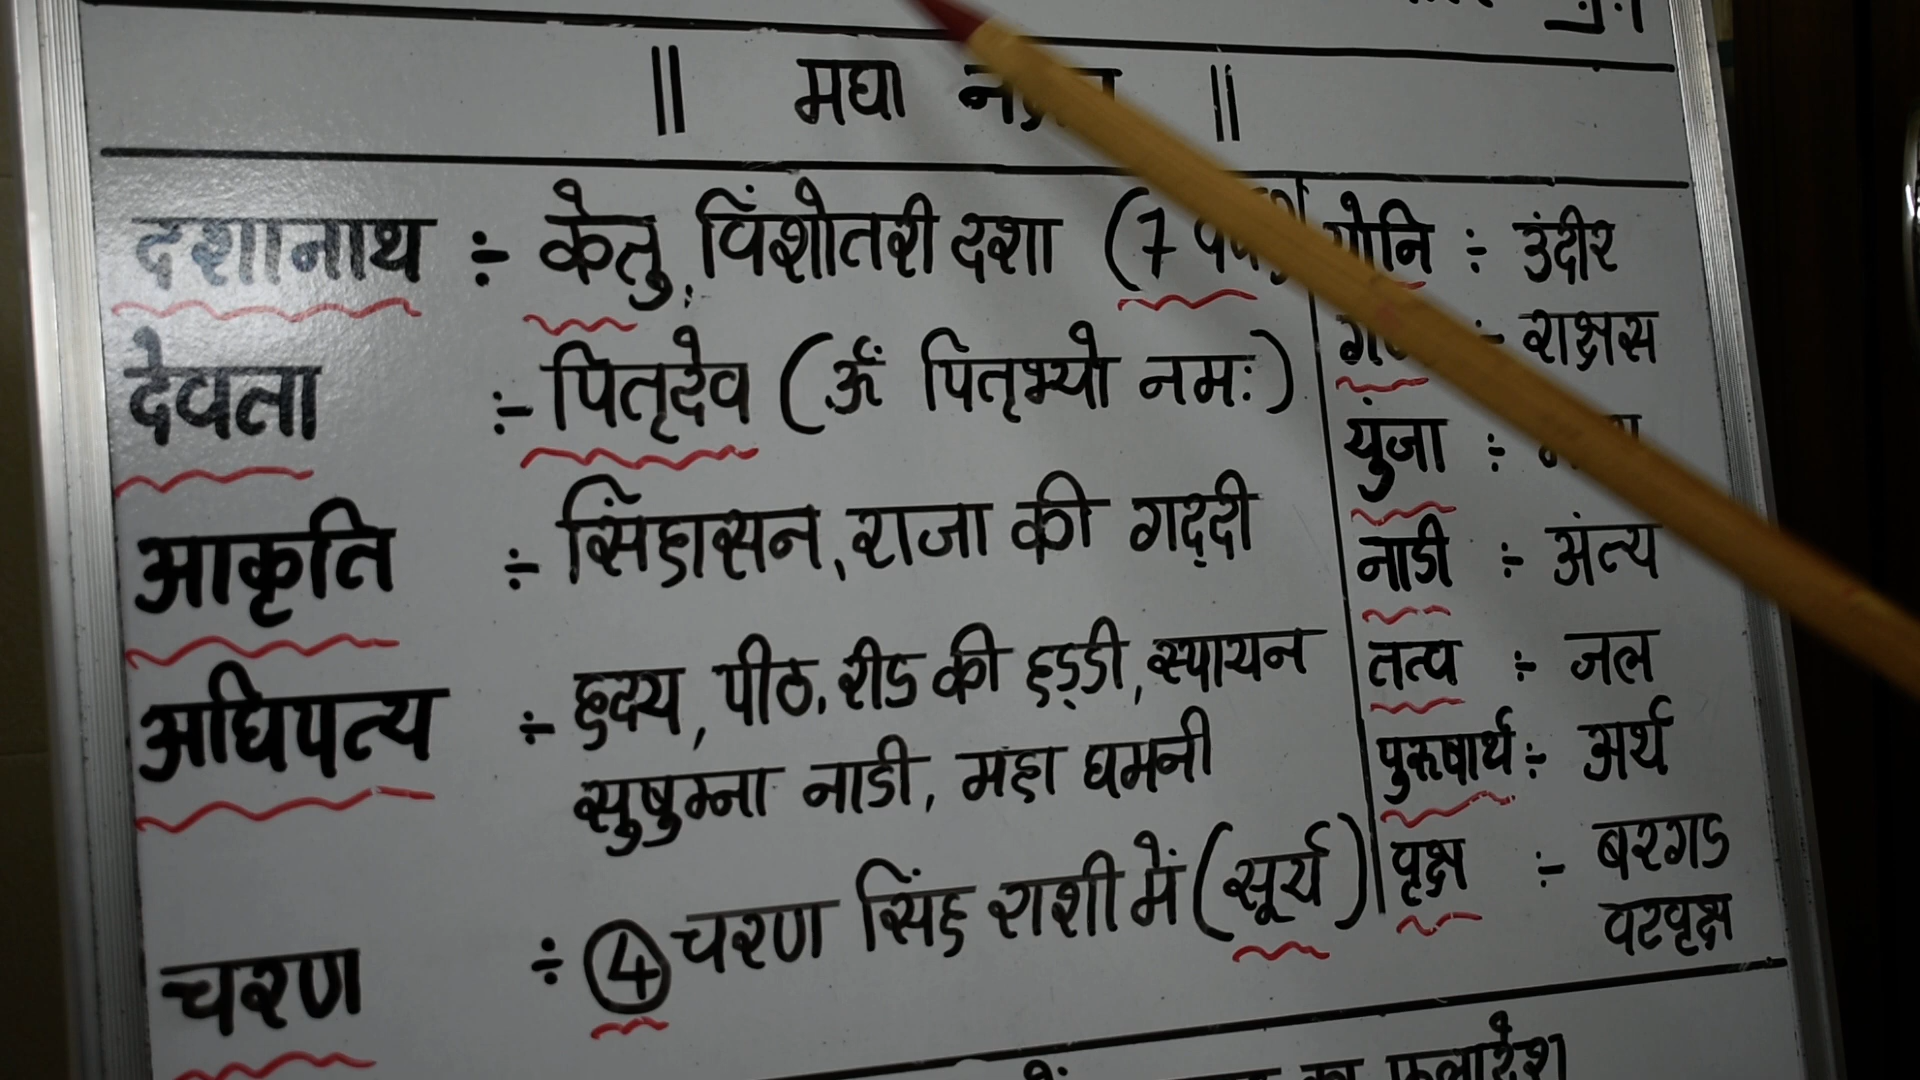 || मघा ||
दशानाथ :- केतु, विंशोतरी दशा (7
देवता :- पितृदेव (ॐ पितृभ्यो नमः)
आकृति :- सिंहासन, राजा की गद्दी
अधिपत्य :- हृदय, पीठ, रीड की हड्डी, स्पायन
सुषुम्ना नाडी, महा धमनी
चरण :- ④ चरण सिंह राशी में (सूर्य)
योनि :- उंदीर
राक्षस
युंजा :-
नाडी :- अंत्य
तत्व :- जल
पुरुषार्थ :- अर्थ
वृक्ष :- बरगड
वटवृक्ष
का फलादेश